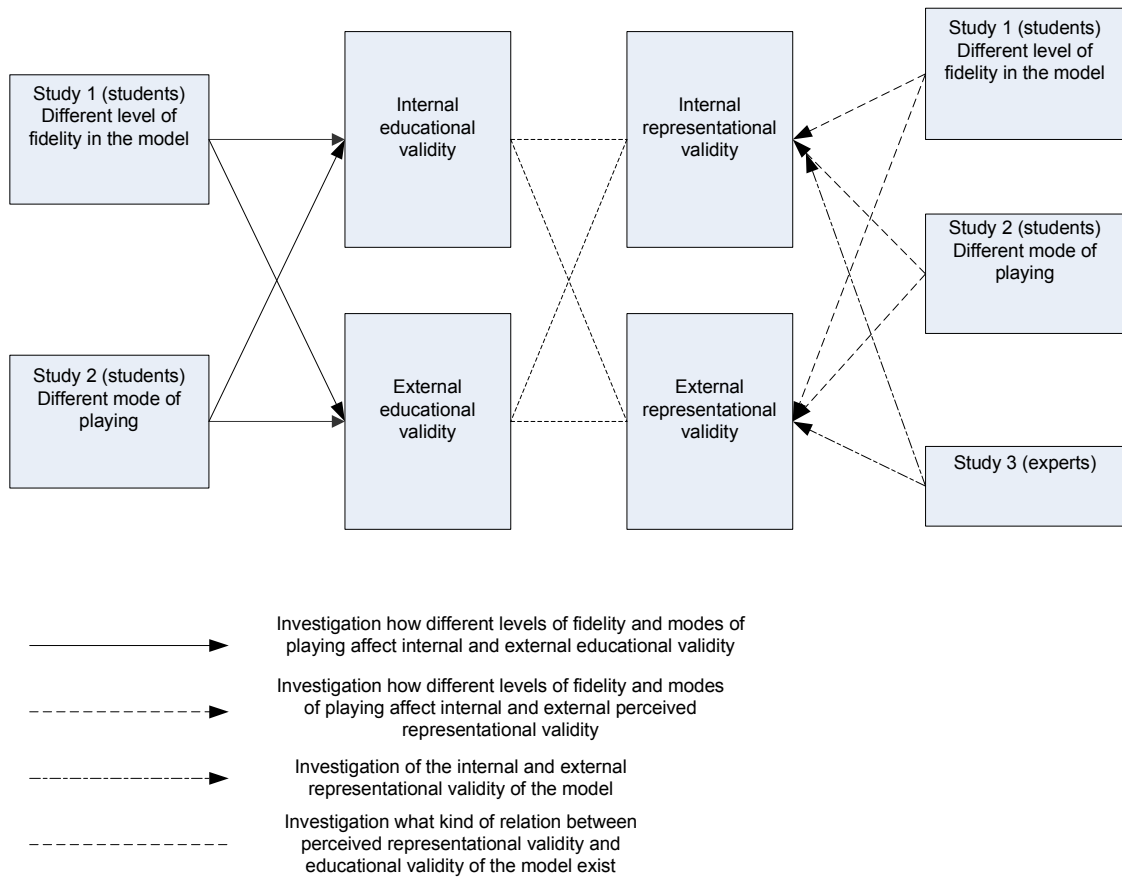 Study 1 (students)
Different level of
fidelity in the model
Study 2 (students)
Different mode of
playing
Internal
educational
validity
External
educational
validity
Internal
representational
validity
External
representational
validity
Study 1 (students)
Different level of
fidelity in the model
Study 2 (students)
Different mode of
playing
Study 3 (experts)
Investigation how different levels of fidelity and modes of
playing affect internal and external educational validity
Investigation how different levels of fidelity and modes
of playing affect internal and external perceived
representational validity
Investigation of the internal and external
representational validity of the model
Investigation what kind of relation between
perceived representational validity and
educational validity of the model exist